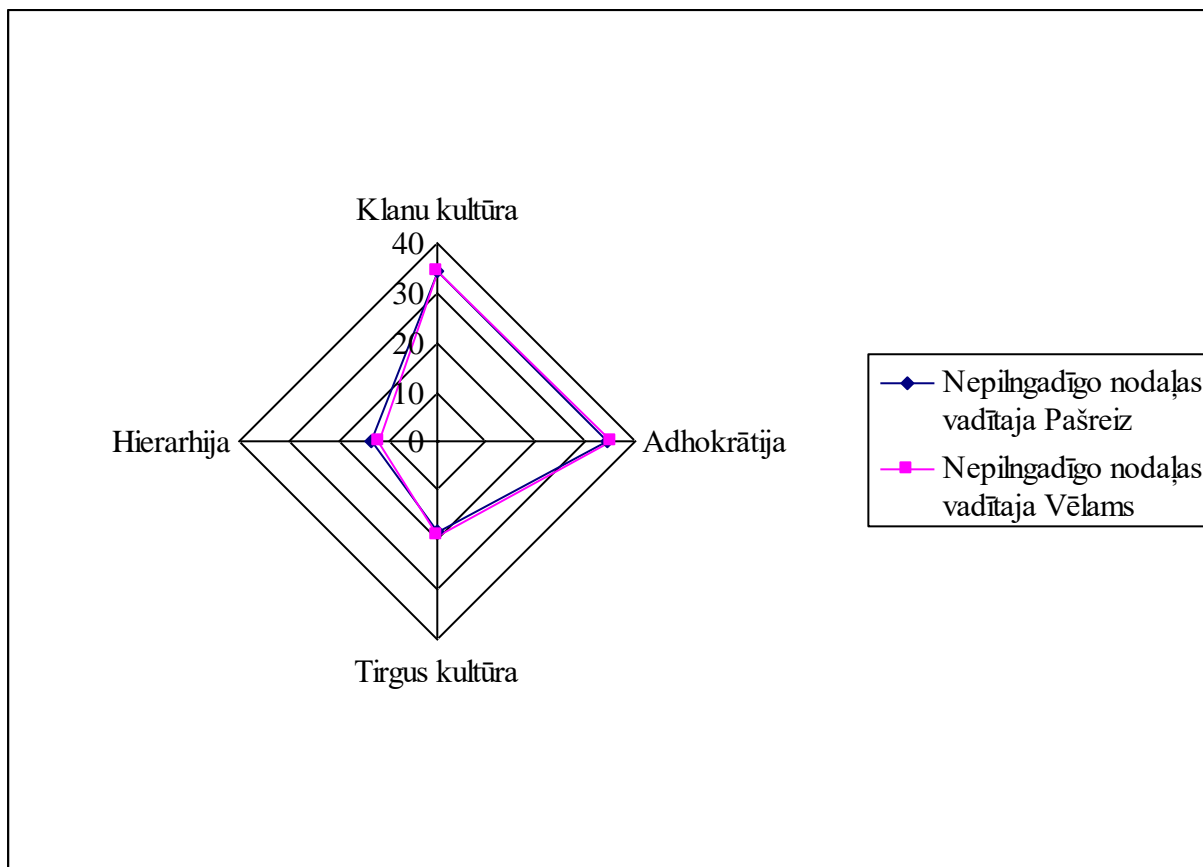 Klanu kultūra
40
30
20
10
0
Hierarhija
Adhokrātija
Tirgus kultūra
Nepilngadīgo nodaļas
vadītaja Pašreiz
Nepilngadīgo nodaļas
vadītaja Vēlams